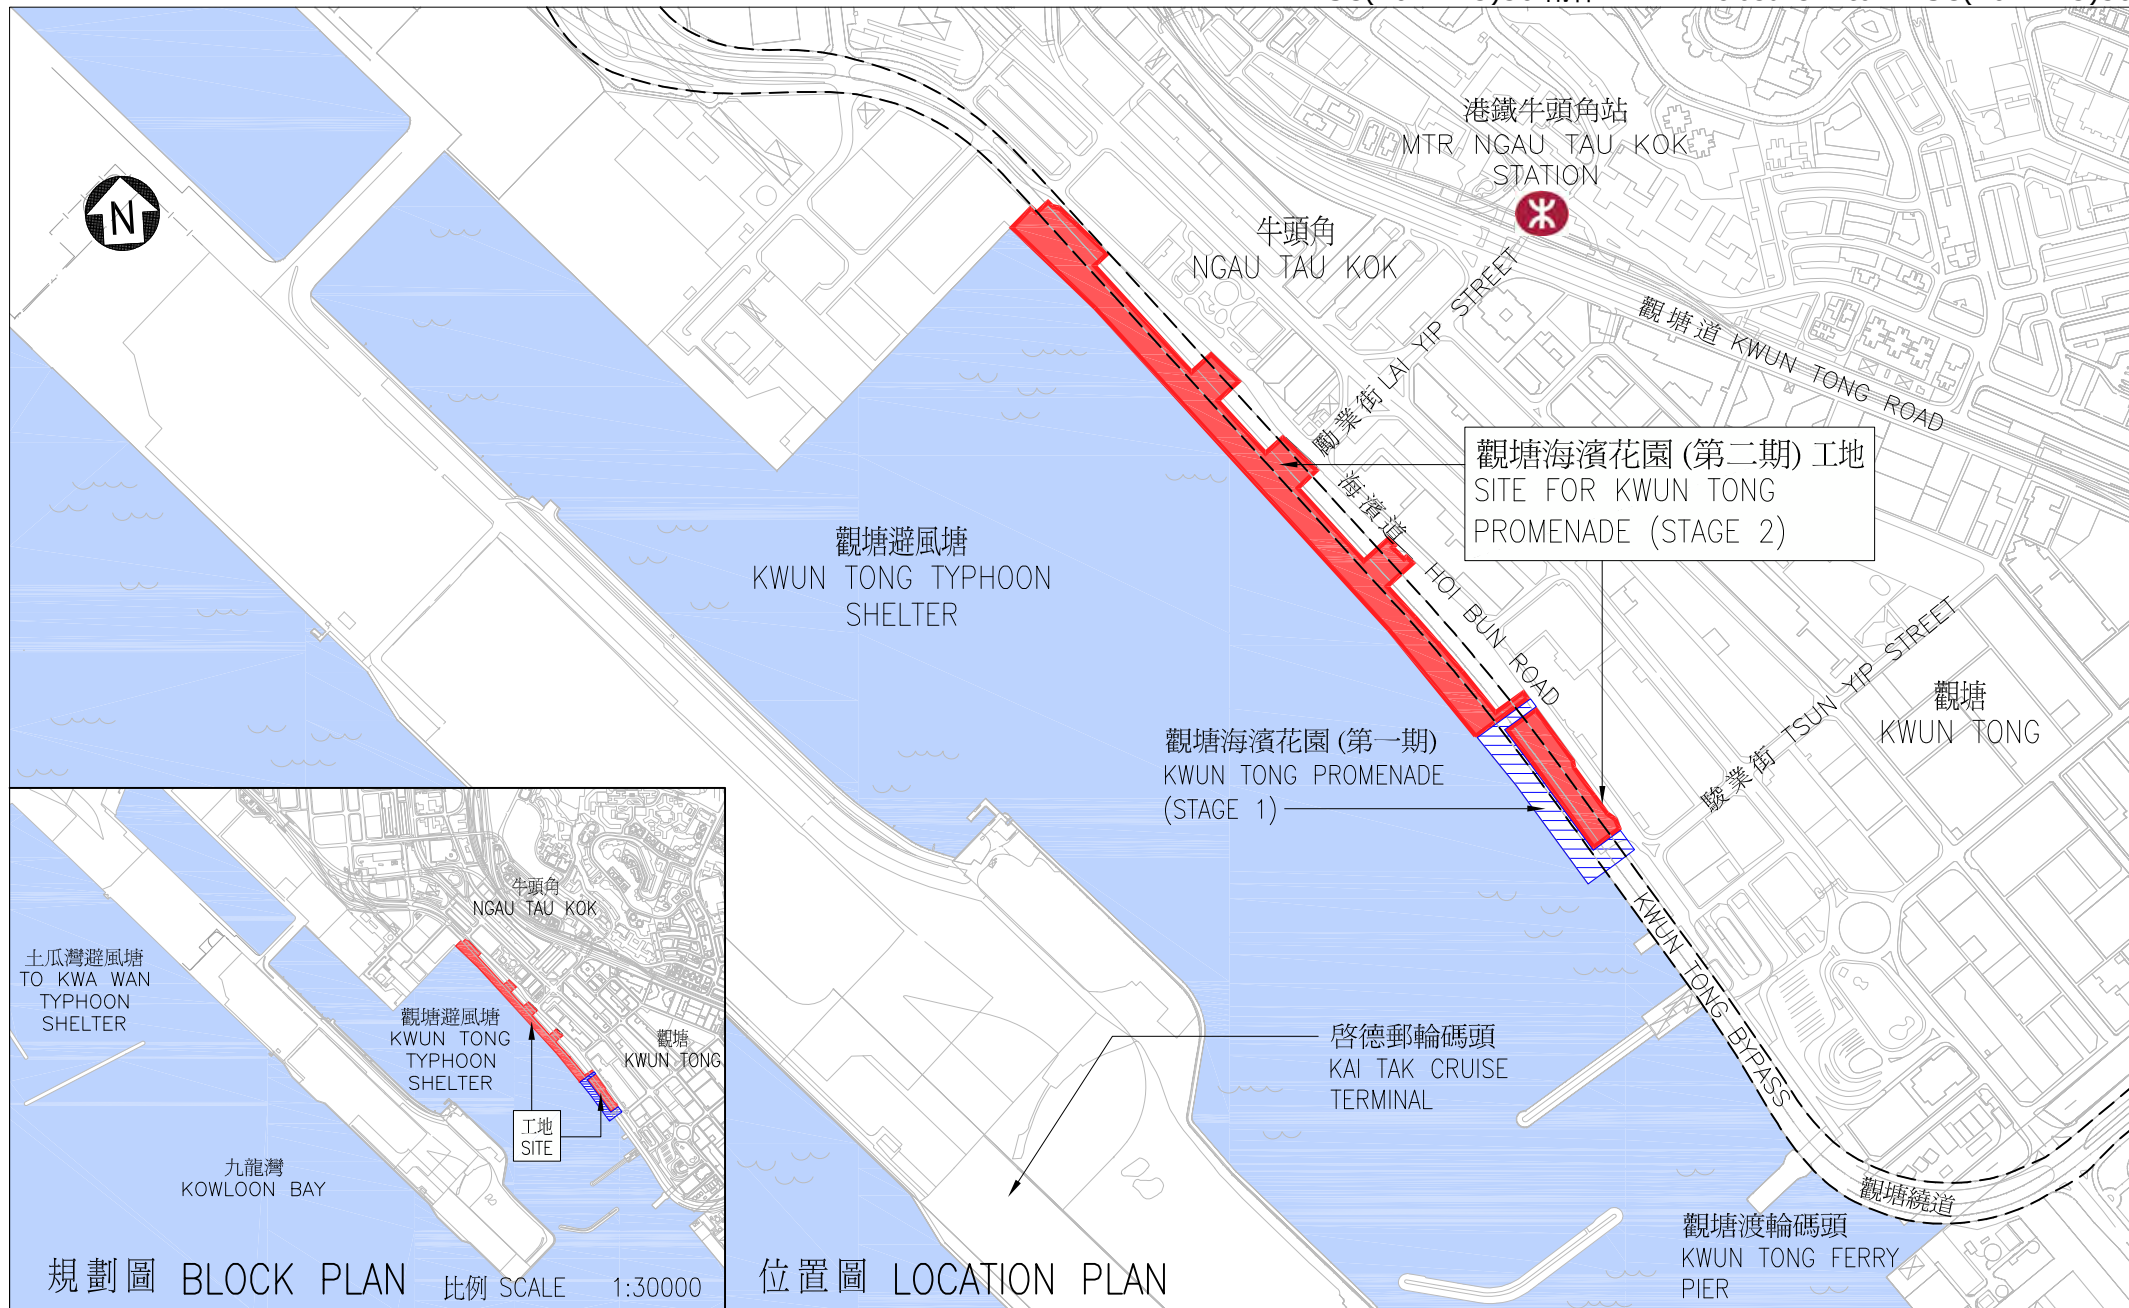 N
港鐵牛頭角站
MTR NGAU TAU KOK
STATION
牛頭角
NGAU TAU KOK
勵業街 LAI YIP STREET
觀塘道 KWUN TONG ROAD
觀塘海濱花園 (第二期) 工地
SITE FOR KWUN TONG
PROMENADE (STAGE 2)
海濱道 HOI BUN ROAD
觀塘避風塘
KWUN TONG TYPHOON
SHELTER
駿業街 TSUN YIP STREET
觀塘
KWUN TONG
觀塘海濱花園 (第一期)
KWUN TONG PROMENADE
(STAGE 1)
KWUN TONG BYPASS
觀塘繞道
啓德郵輪碼頭
KAI TAK CRUISE
TERMINAL
觀塘渡輪碼頭
KWUN TONG FERRY
PIER
牛頭角
NGAU TAU KOK
土瓜灣避風塘
TO KWA WAN
TYPHOON
SHELTER
觀塘避風塘
KWUN TONG
TYPHOON
SHELTER
觀塘
KWUN TONG
工地
SITE
九龍灣
KOWLOON BAY
規劃圖 BLOCK PLAN 比例 SCALE 1:30000
位置圖 LOCATION PLAN